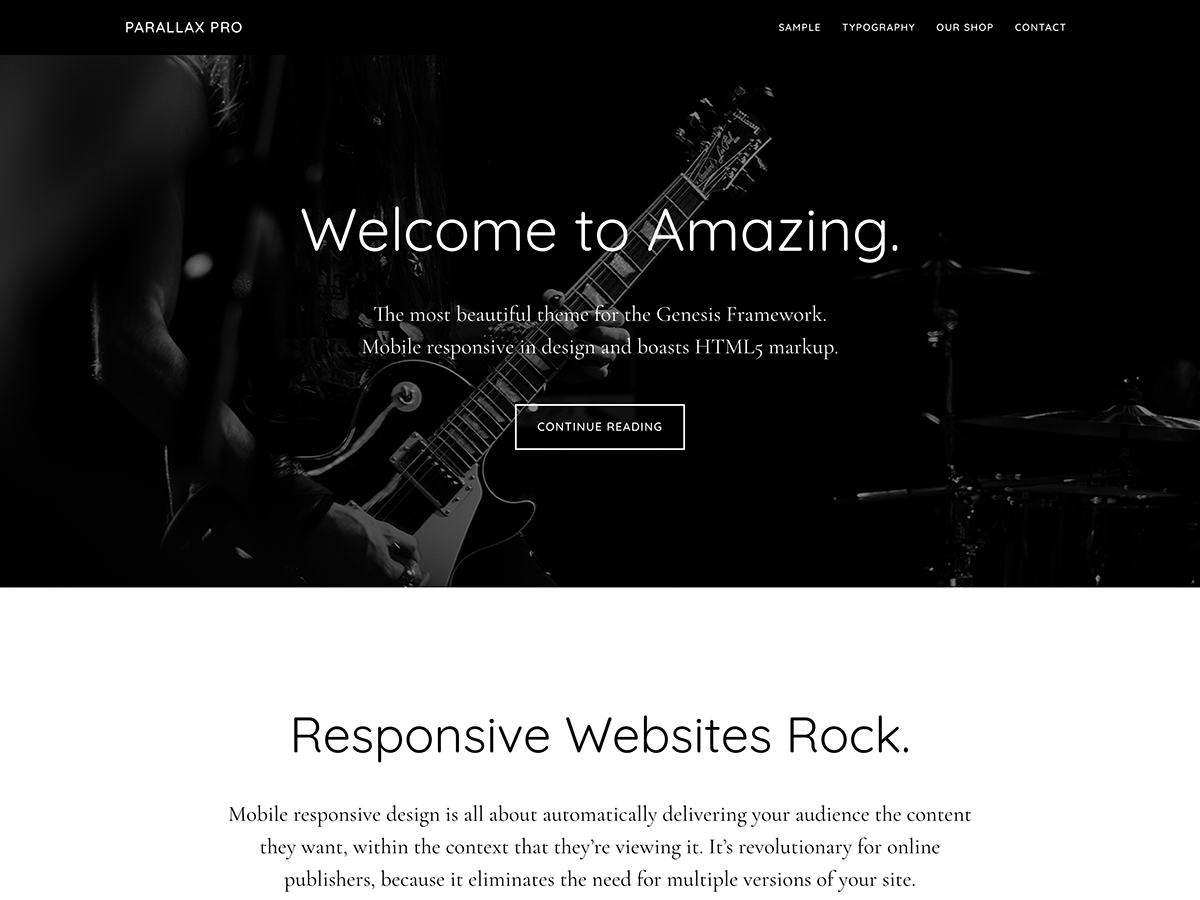 PARALLAX PRO
SAMPLE TYPOGRAPHY OUR SHOP CONTACT
Gibson
Les Paul
Welcome to Amazing.
The most beautiful theme for the Genesis Framework.
Mobile responsive in design and boasts HTML5 markup.
CONTINUE READING
Responsive Websites Rock.
Mobile responsive design is all about automatically delivering your audience the content
they want, within the context that they’re viewing it. It’s revolutionary for online
publishers, because it eliminates the need for multiple versions of your site.